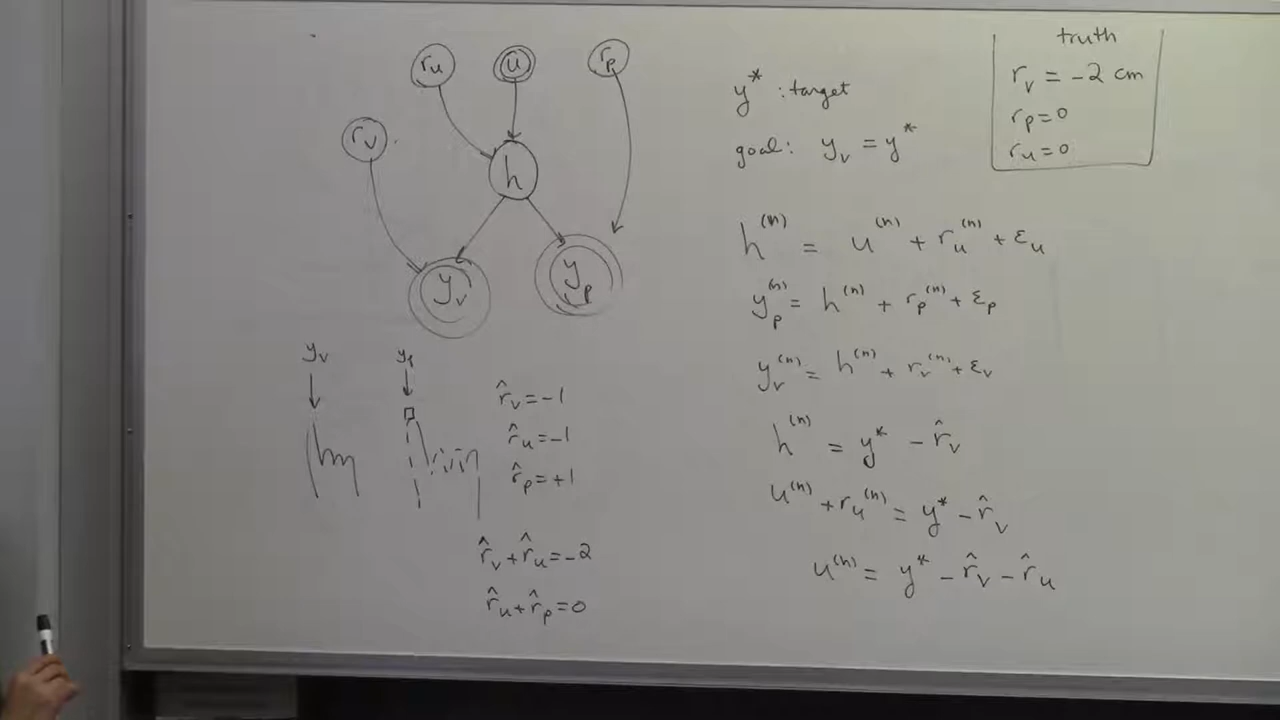 r_u
u
r_p
r_v
h
y_v
y_p
y_v
r̂_v = -1
r̂_u = -1
r̂_p = +1
r̂_v + r̂_u = -2
r̂_u + r̂_p = 0
y* : target
goal: y_v = y*
truth
r_v = -2 cm
r_p = 0
r_u = 0
h^(n) = u^(n) + r_u^(n) + ε_u
y_p^(n) = h^(n) + r_p^(n) + ε_p
y_v^(n) = h^(n) + r_v^(n) + ε_v
h^(n) = y* - r̂_v
u^(n) + r_u^(n) = y* - r̂_v
u^(n) = y* - r̂_v - r̂_u